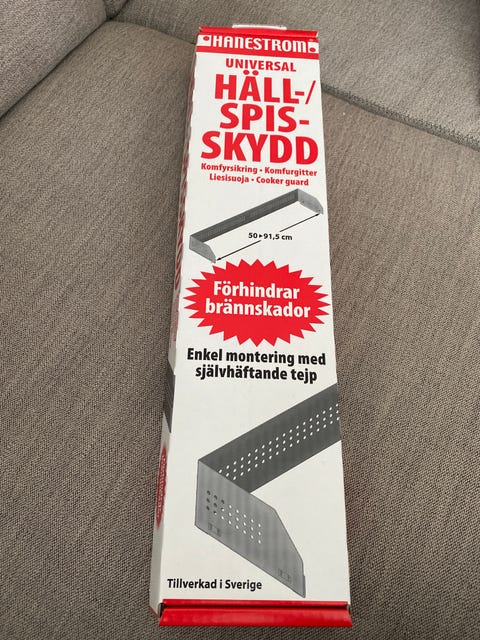 HANESTROM
UNIVERSAL
HÄLL-/
SPIS-
SKYDD
Komfyrsikring • Komfurgitter
Liesisuoja • Cooker guard
50▸91,5 cm
Förhindrar
brännskador
Enkel montering med
självhäftande tejp
Tillverkad i Sverige